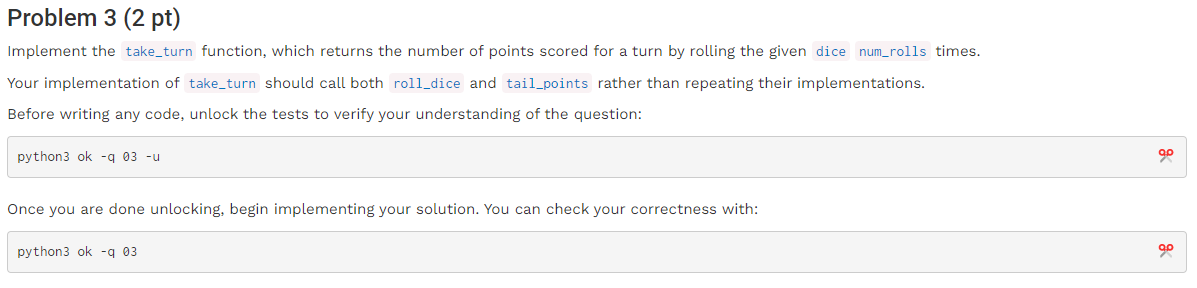 Problem 3 (2 pt)
Implement the take_turn function, which returns the number of points scored for a turn by rolling the given dice num_rolls times.
Your implementation of take_turn should call both roll_dice and tail_points rather than repeating their implementations.
Before writing any code, unlock the tests to verify your understanding of the question:
python3 ok -q 03 -u
Once you are done unlocking, begin implementing your solution. You can check your correctness with:
python3 ok -q 03